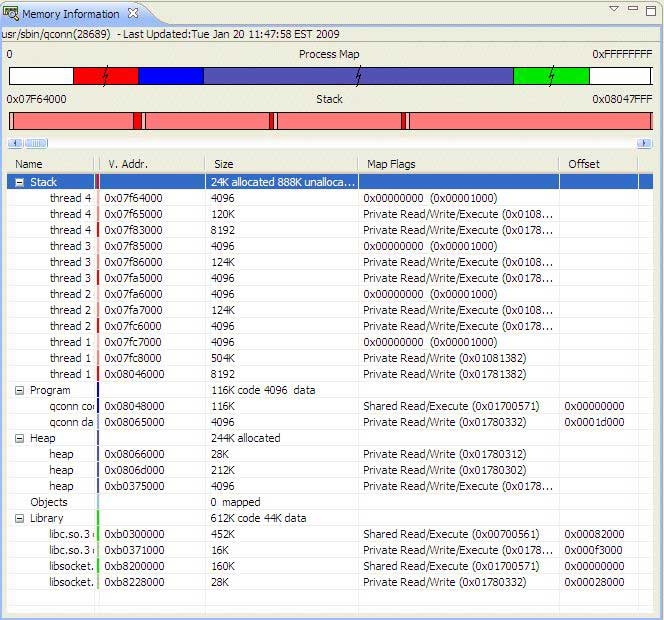 Memory Information
usr/sbin/qconn(28689) -Last Updated:Tue Jan 20 11:47:58 EST 2009
0 Process Map 0xFFFFFFFF
0x07F64000 Stack 0x08047FFF
Name V. Addr. Size Map Flags Offset
Stack 24K allocated 888K unalloca...
thread 4 0x07f64000 4096 0x00000000 (0x00001000)
thread 4 0x07f65000 120K Private Read/Write/Execute (0x0108...
thread 4 0x07f83000 8192 Private Read/Write/Execute (0x0178...
thread 3 0x07f85000 4096 0x00000000 (0x00001000)
thread 3 0x07f86000 124K Private Read/Write/Execute (0x0108...
thread 3 0x07fa5000 4096 Private Read/Write/Execute (0x0178...
thread 2 0x07fa6000 4096 0x00000000 (0x00001000)
thread 2 0x07fa7000 124K Private Read/Write/Execute (0x0108...
thread 2 0x07fc6000 4096 Private Read/Write/Execute (0x0178...
thread 1 0x07fc7000 4096 0x00000000 (0x00001000)
thread 1 0x07fc8000 504K Private Read/Write (0x01081382)
thread 1 0x08046000 8192 Private Read/Write (0x01781382)
Program 116K code 4096 data
qconn co 0x08048000 116K Shared Read/Execute (0x01700571) 0x00000000
qconn da 0x08065000 4096 Private Read/Write (0x01780332) 0x0001d000
Heap 244K allocated
heap 0x08066000 28K Private Read/Write (0x01780312)
heap 0x0806d000 212K Private Read/Write (0x01780302)
heap 0xb0375000 4096 Private Read/Write/Execute (0x0178...
Objects 0 mapped
Library 612K code 44K data
libc.so.3 0xb0300000 452K Shared Read/Execute (0x00700561) 0x00082000
libc.so.3 0xb0371000 16K Private Read/Write/Execute (0x0178... 0x000f3000
libsocket. 0xb8200000 160K Shared Read/Execute (0x01700571) 0x00000000
libsocket. 0xb8228000 28K Private Read/Write (0x01780332) 0x00028000